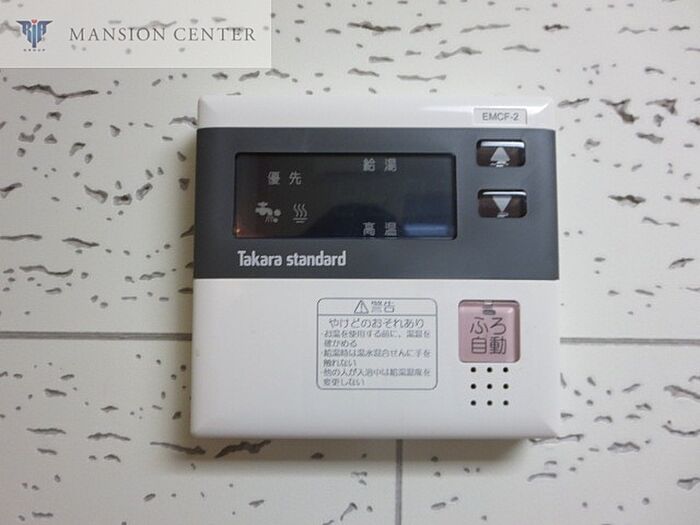 RIA GROUP MANSION CENTER
EMCF-2
給湯
優先
高温
Takara standard
警告
やけどのおそれあり
・お湯を使用する前に、湯温を
確かめる
・給湯時は温水混合せんに手を
触れない
・他の人が入浴中は給湯温度を
変更しない
ふろ
自動